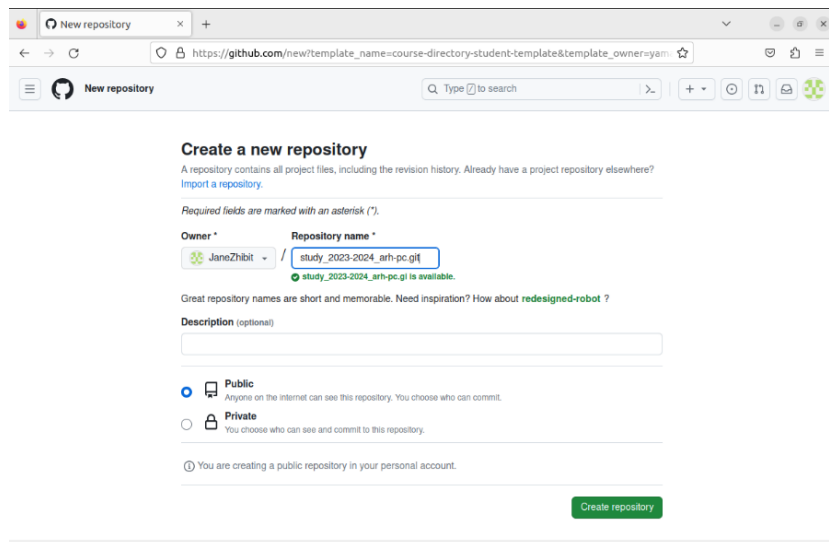 New repository
https://github.com/new?template_name=course-directory-student-template&template_owner=yam
New repository
Type / to search
Create a new repository
A repository contains all project files, including the revision history. Already have a project repository elsewhere?
Import a repository.
Required fields are marked with an asterisk (*).
Owner * Repository name *
JaneZhibit / study_2023-2024_arh-pc.git
study_2023-2024_arh-pc.gi is available.
Great repository names are short and memorable. Need inspiration? How about redesigned-robot ?
Description (optional)
Public
Anyone on the internet can see this repository. You choose who can commit.
Private
You choose who can see and commit to this repository.
You are creating a public repository in your personal account.
Create repository